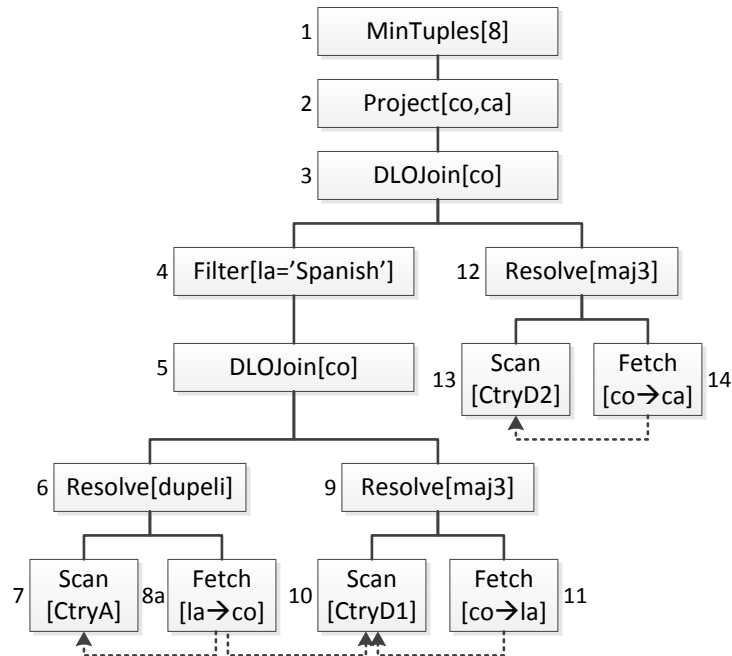 1 MinTuples[8]
2 Project[co,ca]
3 DLOJoin[co]
4 Filter[la=’Spanish’]
12 Resolve[maj3]
5 DLOJoin[co]
13 Scan
[CtryD2]
Fetch 14
[co→ca]
6 Resolve[dupeli]
9 Resolve[maj3]
7 Scan
[CtryA]
8a Fetch
[la→co]
10 Scan
[CtryD1]
Fetch 11
[co→la]